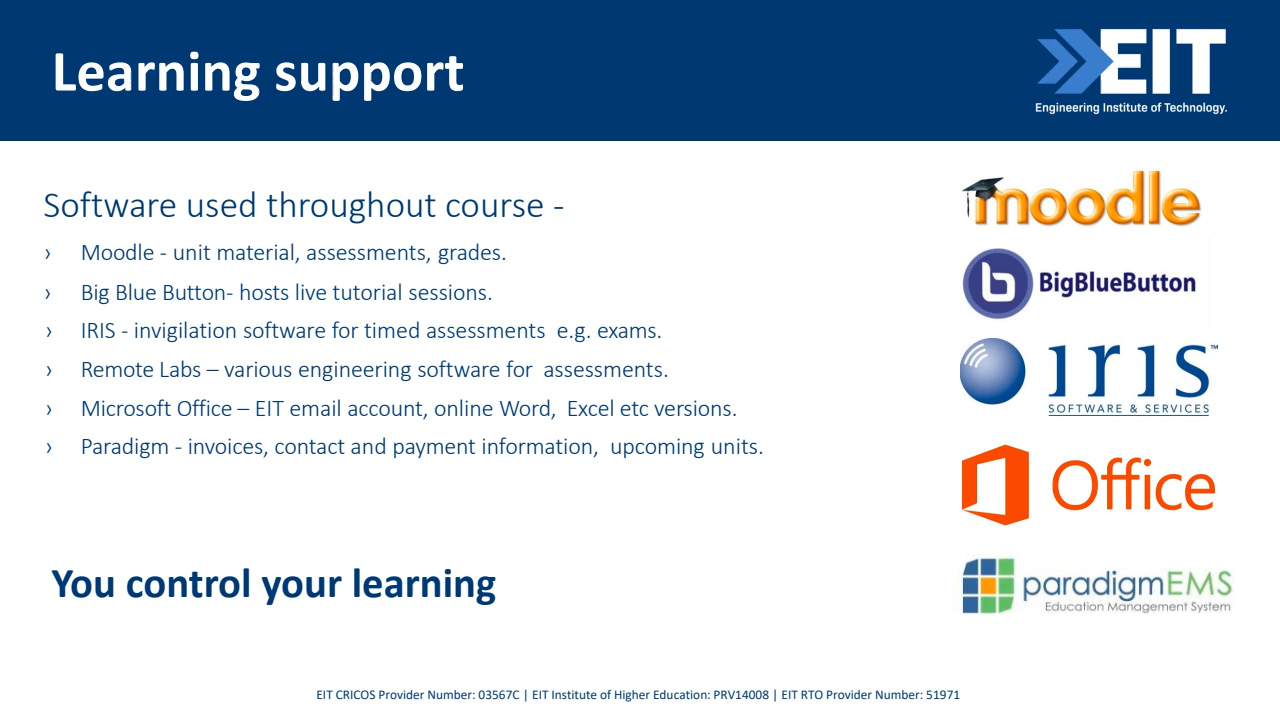 Learning support
EIT
Engineering Institute of Technology.
Software used throughout course -
› Moodle - unit material, assessments, grades.
› Big Blue Button- hosts live tutorial sessions.
› IRIS - invigilation software for timed assessments  e.g. exams.
› Remote Labs – various engineering software for  assessments.
› Microsoft Office – EIT email account, online Word,  Excel etc versions.
› Paradigm - invoices, contact and payment information,  upcoming units.
moodle
b BigBlueButton
IRIS™
SOFTWARE & SERVICES
Office
paradigmEMS
Education Management System
You control your learning
EIT CRICOS Provider Number: 03567C | EIT Institute of Higher Education: PRV14008 | EIT RTO Provider Number: 51971